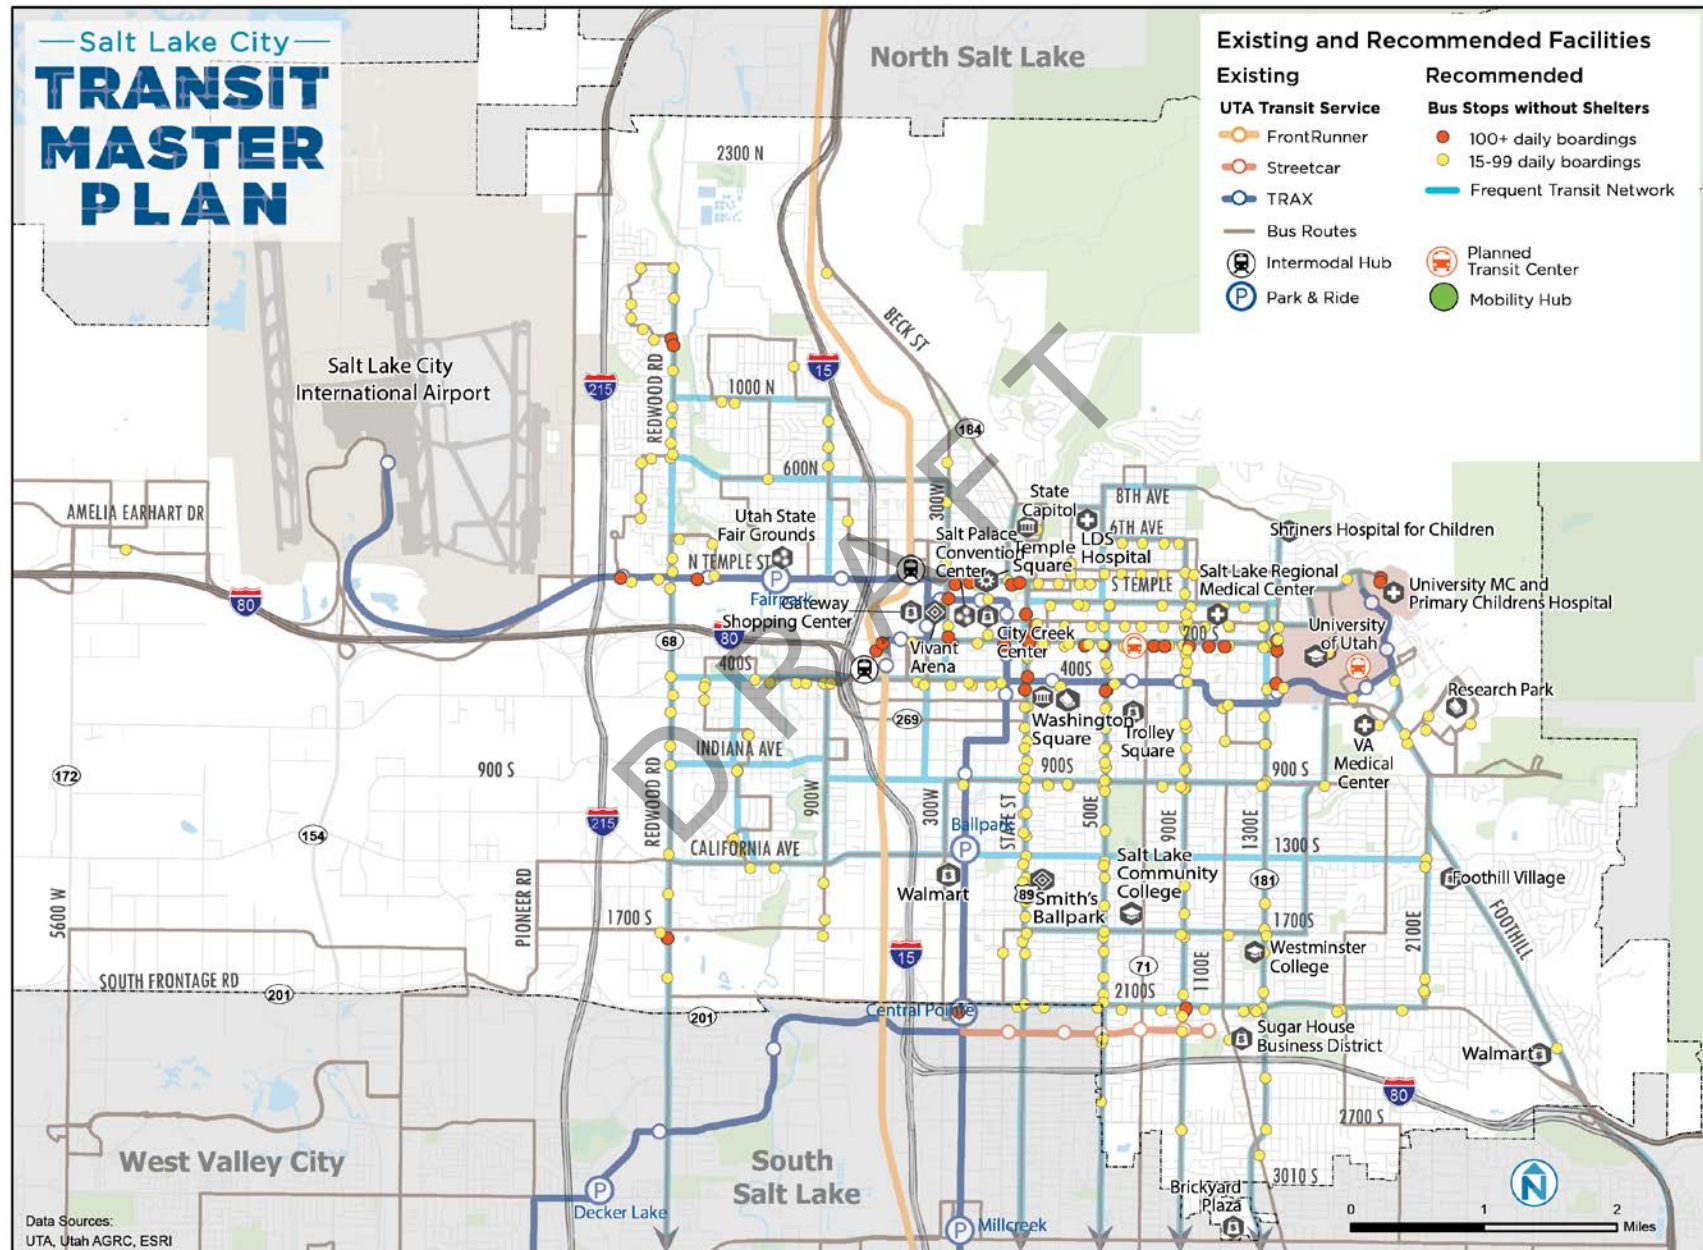 Salt Lake City
TRANSIT
MASTER
PLAN
North Salt Lake
Existing and Recommended Facilities
Existing
UTA Transit Service
FrontRunner
Streetcar
TRAX
Bus Routes
Intermodal Hub
P
Park & Ride
Recommended
Bus Stops without Shelters
100+ daily boardings
15-99 daily boardings
Frequent Transit Network
Planned
Transit Center
Mobility Hub
2300 N
BECK ST
Salt Lake City
International Airport
215
15
REDWOOD RD
1000 N
184
600N
300W
AMELIA EARHART DR
State
Capitol
8TH AVE
6TH AVE
Shriners Hospital for Children
Utah State
Fair Grounds
Salt Palace
Convention
Center
Temple
Square
LDS
Hospital
N TEMPLE ST
P
Fairpark
S TEMPLE
Salt Lake Regional
Medical Center
University MC and
Primary Childrens Hospital
80
Gateway
Shopping Center
68
80
Vivant
Arena
City Creek
Center
200 S
University
of Utah
400S
400S
Research Park
269
Washington
Square
Trolley
Square
VA
Medical
Center
INDIANA AVE
172
900 S
900S
900 S
REDWOOD RD
900W
300W
STATE ST
500E
900E
1300E
215
154
Ballpark
P
CALIFORNIA AVE
1300 S
Salt Lake
Community
College
Walmart
89
Smith's
Ballpark
181
Foothill Village
5600 W
PIONEER RD
1700 S
1700S
2100E
FOOTHILL
15
Westminster
College
71
1100E
SOUTH FRONTAGE RD
201
2100S
201
Central Pointe
Sugar House
Business District
Walmart
80
2700 S
West Valley City
South
Salt Lake
3010 S
Brickyard
Plaza
P
Decker Lake
P
Millcreek
N
0
1
2
Miles
Data Sources:
UTA, Utah AGRC, ESRI
DRAFT